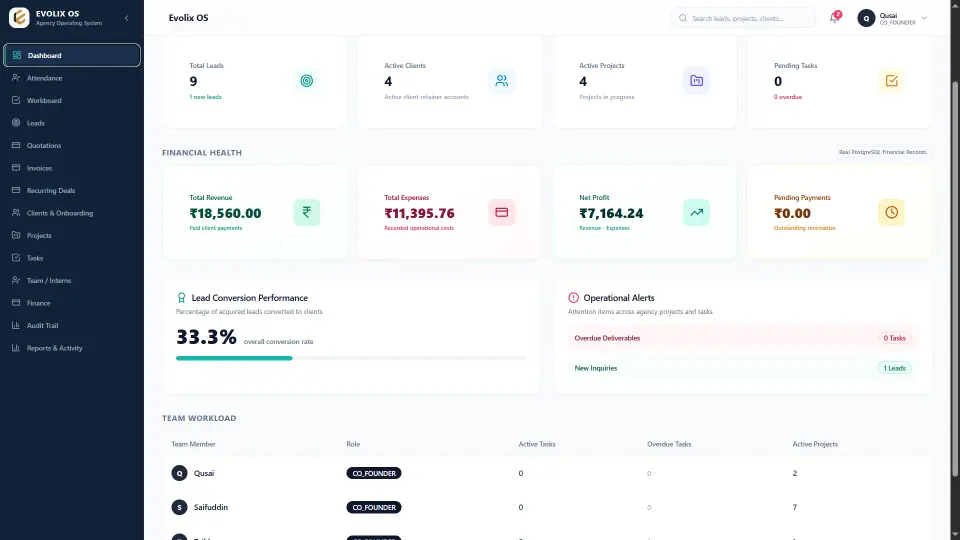 EVOLIX OS
Agency Operating System
Dashboard
Attendance
Workboard
Leads
Quotations
Invoices
Recurring Deals
Clients & Onboarding
Projects
Tasks
Team / Interns
Finance
Audit Trail
Reports & Activity
Evolix OS
Search leads, projects, clients...
2
Q
Qusai
CO_FOUNDER
Total Leads
9
1 new leads
Active Clients
4
Active client retainer accounts
Active Projects
4
Projects in progress
Pending Tasks
0
0 overdue
FINANCIAL HEALTH
Real PostgreSQL Financial Records
Total Revenue
₹18,560.00
Paid client payments
Total Expenses
₹11,395.76
Recorded operational costs
Net Profit
₹7,164.24
Revenue - Expenses
Pending Payments
₹0.00
Outstanding receivables
Lead Conversion Performance
Percentage of acquired leads converted to clients
33.3% overall conversion rate
Operational Alerts
Attention items across agency projects and tasks
Overdue Deliverables
0 Tasks
New Inquiries
1 Leads
TEAM WORKLOAD
Team Member Role Active Tasks Overdue Tasks Active Projects
Q Qusai CO_FOUNDER 0 0 2
S Saifuddin CO_FOUNDER 0 0 7